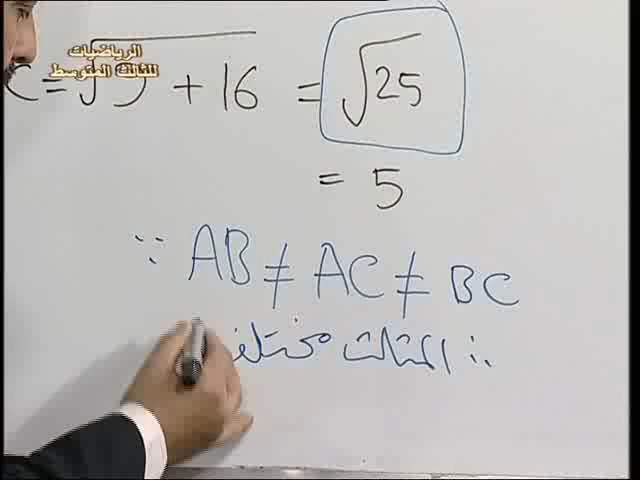 الرياضيات
للثالث المتوسط
C = √9 + 16 = √25
= 5
∵ AB ≠ AC ≠ BC
∴ المثلث مختلف